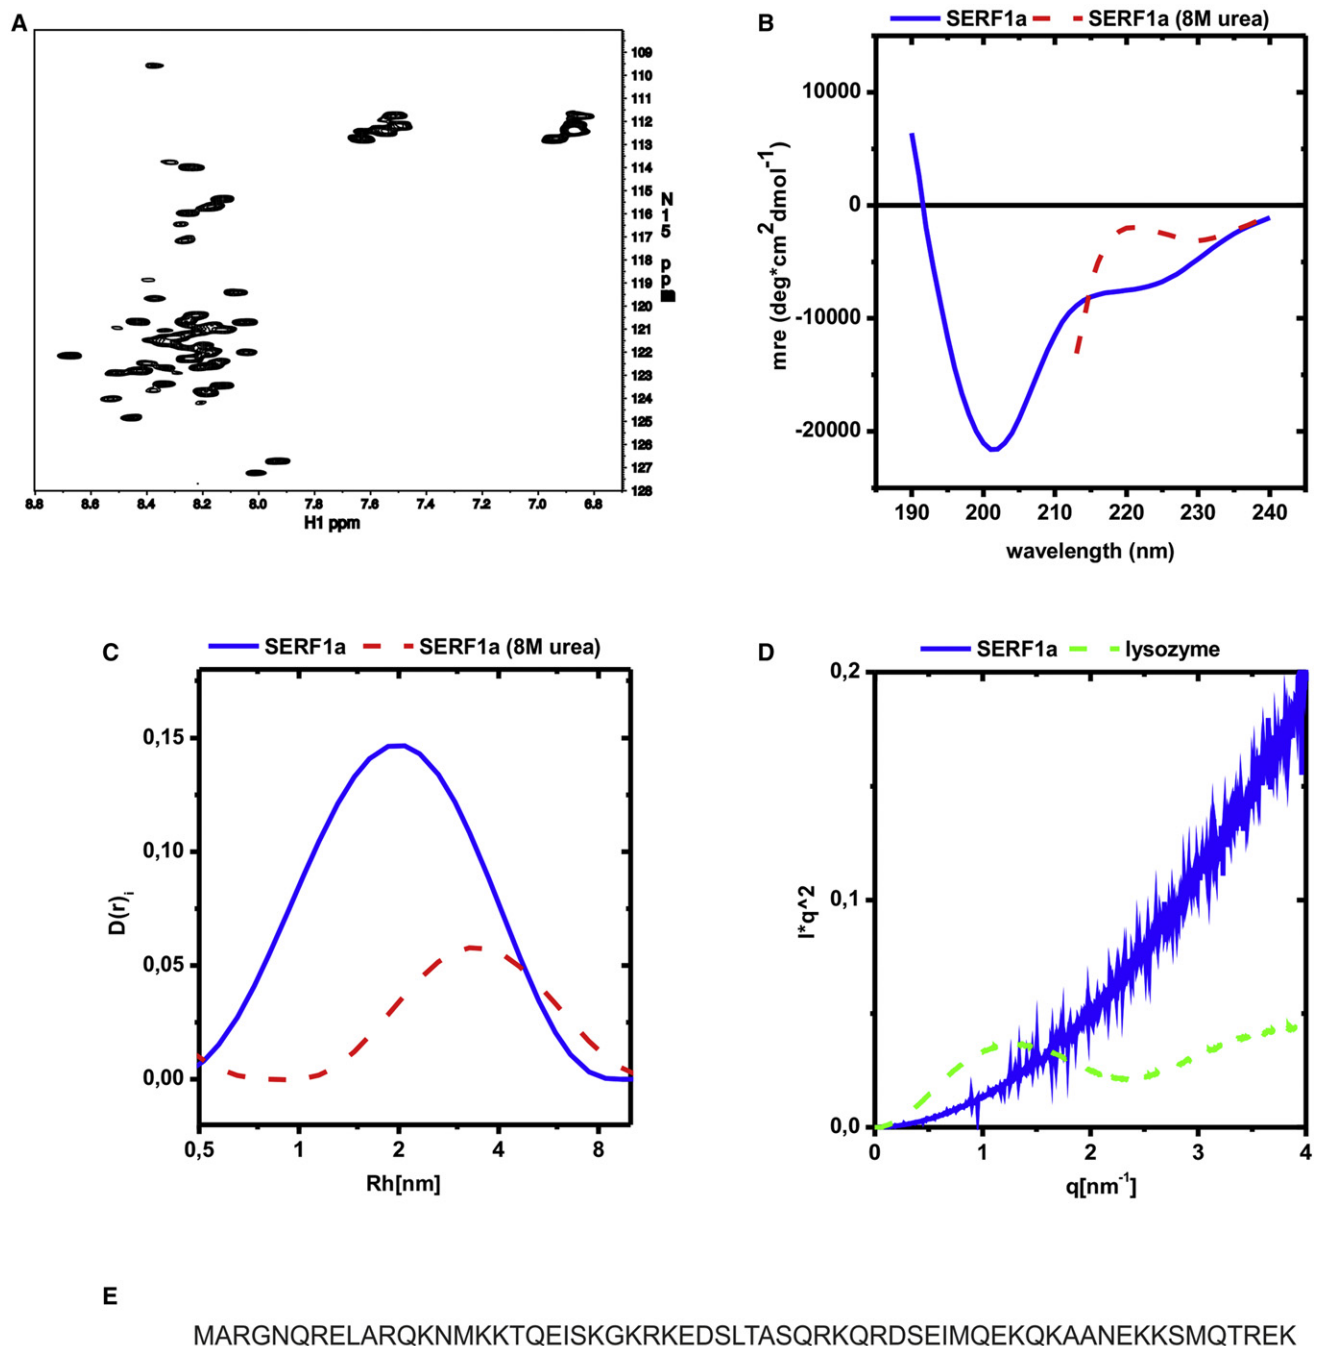 A
109
110
111
112
113
114
115
116
117
118
119
120
121
122
123
124
125
126
127
128
N15 ppm
8.8 8.6 8.4 8.2 8.0 7.8 7.6 7.4 7.2 7.0 6.8
H1 ppm
B
SERF1a SERF1a (8M urea)
10000
0
-10000
-20000
mre (deg*cm2dmol-1)
190 200 210 220 230 240
wavelength (nm)
C
SERF1a SERF1a (8M urea)
0,15
0,10
0,05
0,00
D(r)i
0,5 1 2 4 8
Rh[nm]
D
SERF1a lysozyme
0,2
0,1
0,0
I*q^2
0 1 2 3 4
q[nm-1]
E
MARGNQRELARQKNMKKTQEISKGKRKEDSLTASQRKQRDSEIMQEKQKAANEKKSMQTREK